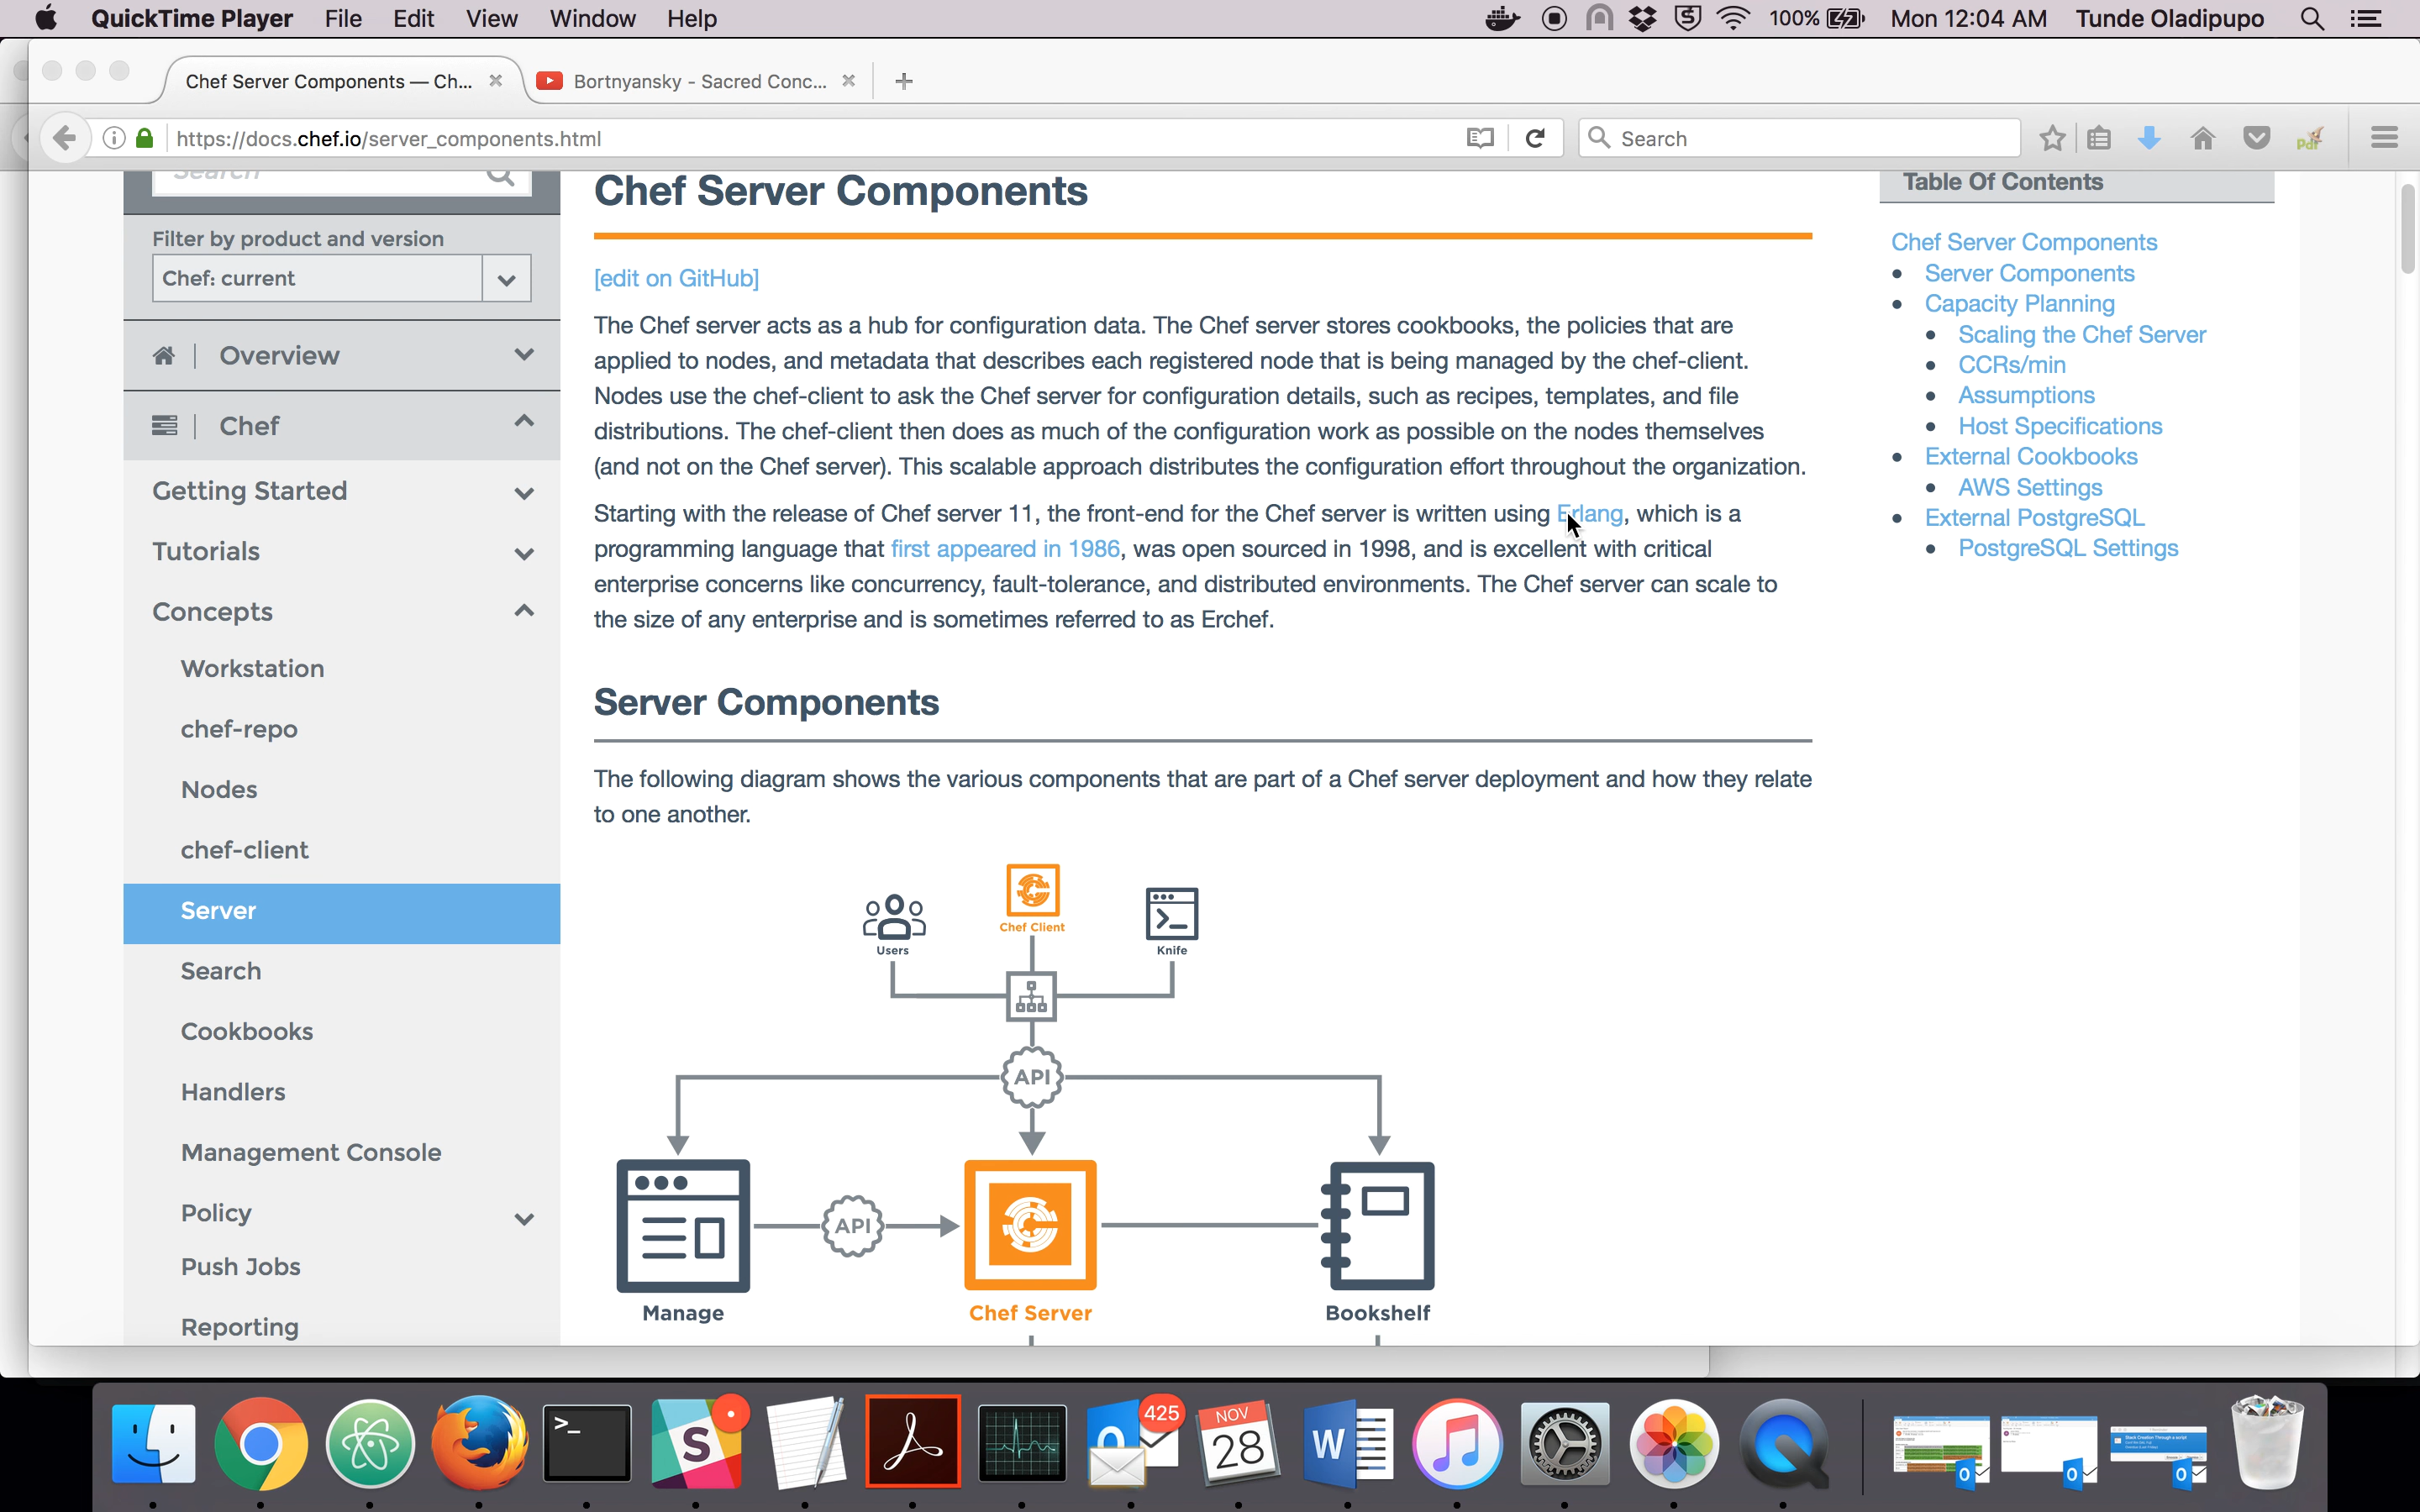 QuickTime Player File Edit View Window Help 100% Mon 12:04 AM Tunde Oladipupo
Chef Server Components — Ch... Bortnyansky - Sacred Conc...
https://docs.chef.io/server_components.html Search
Search
Filter by product and version
Chef: current
Overview
Chef
Getting Started
Tutorials
Concepts
Workstation
chef-repo
Nodes
chef-client
Server
Search
Cookbooks
Handlers
Management Console
Policy
Push Jobs
Reporting
Chef Server Components
[edit on GitHub]
The Chef server acts as a hub for configuration data. The Chef server stores cookbooks, the policies that are
applied to nodes, and metadata that describes each registered node that is being managed by the chef-client.
Nodes use the chef-client to ask the Chef server for configuration details, such as recipes, templates, and file
distributions. The chef-client then does as much of the configuration work as possible on the nodes themselves
(and not on the Chef server). This scalable approach distributes the configuration effort throughout the organization.
Starting with the release of Chef server 11, the front-end for the Chef server is written using Erlang, which is a
programming language that first appeared in 1986, was open sourced in 1998, and is excellent with critical
enterprise concerns like concurrency, fault-tolerance, and distributed environments. The Chef server can scale to
the size of any enterprise and is sometimes referred to as Erchef.
Server Components
The following diagram shows the various components that are part of a Chef server deployment and how they relate
to one another.
Users
Chef Client
Knife
API
API
Manage
Chef Server
Bookshelf
Table Of Contents
Chef Server Components
Server Components
Capacity Planning
Scaling the Chef Server
CCRs/min
Assumptions
Host Specifications
External Cookbooks
AWS Settings
External PostgreSQL
PostgreSQL Settings
425
NOV
28